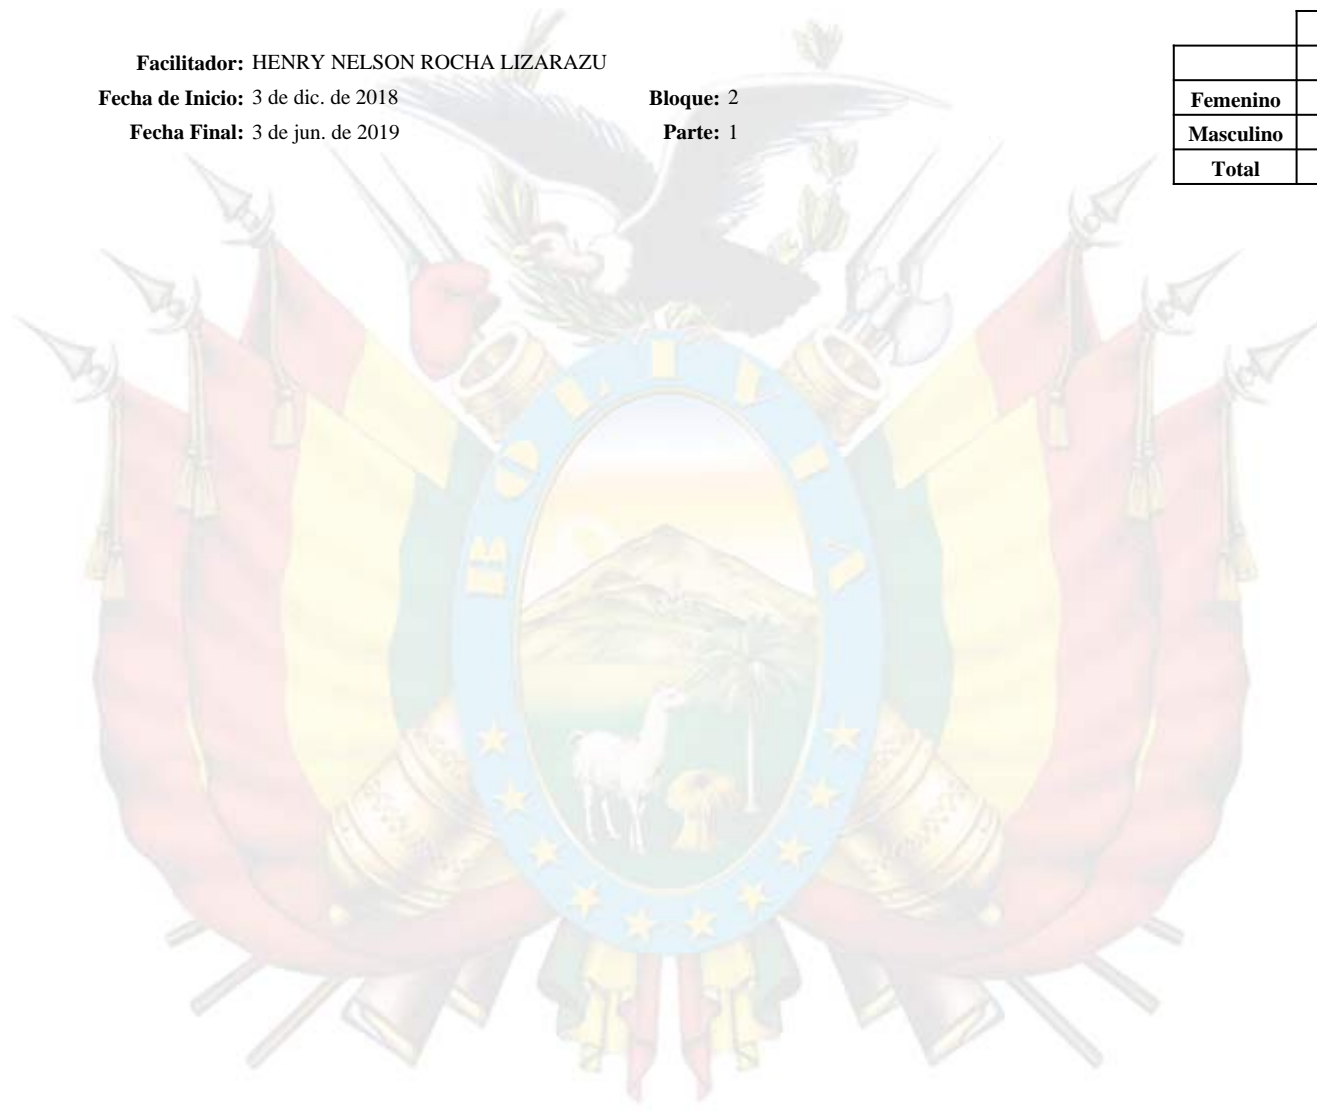 Facilitador: HENRY NELSON ROCHA LIZARAZU
Fecha de Inicio: 3 de dic. de 2018 Bloque: 2
Fecha Final: 3 de jun. de 2019 Parte: 1
Femenino
Masculino
Total
BOLIVIA